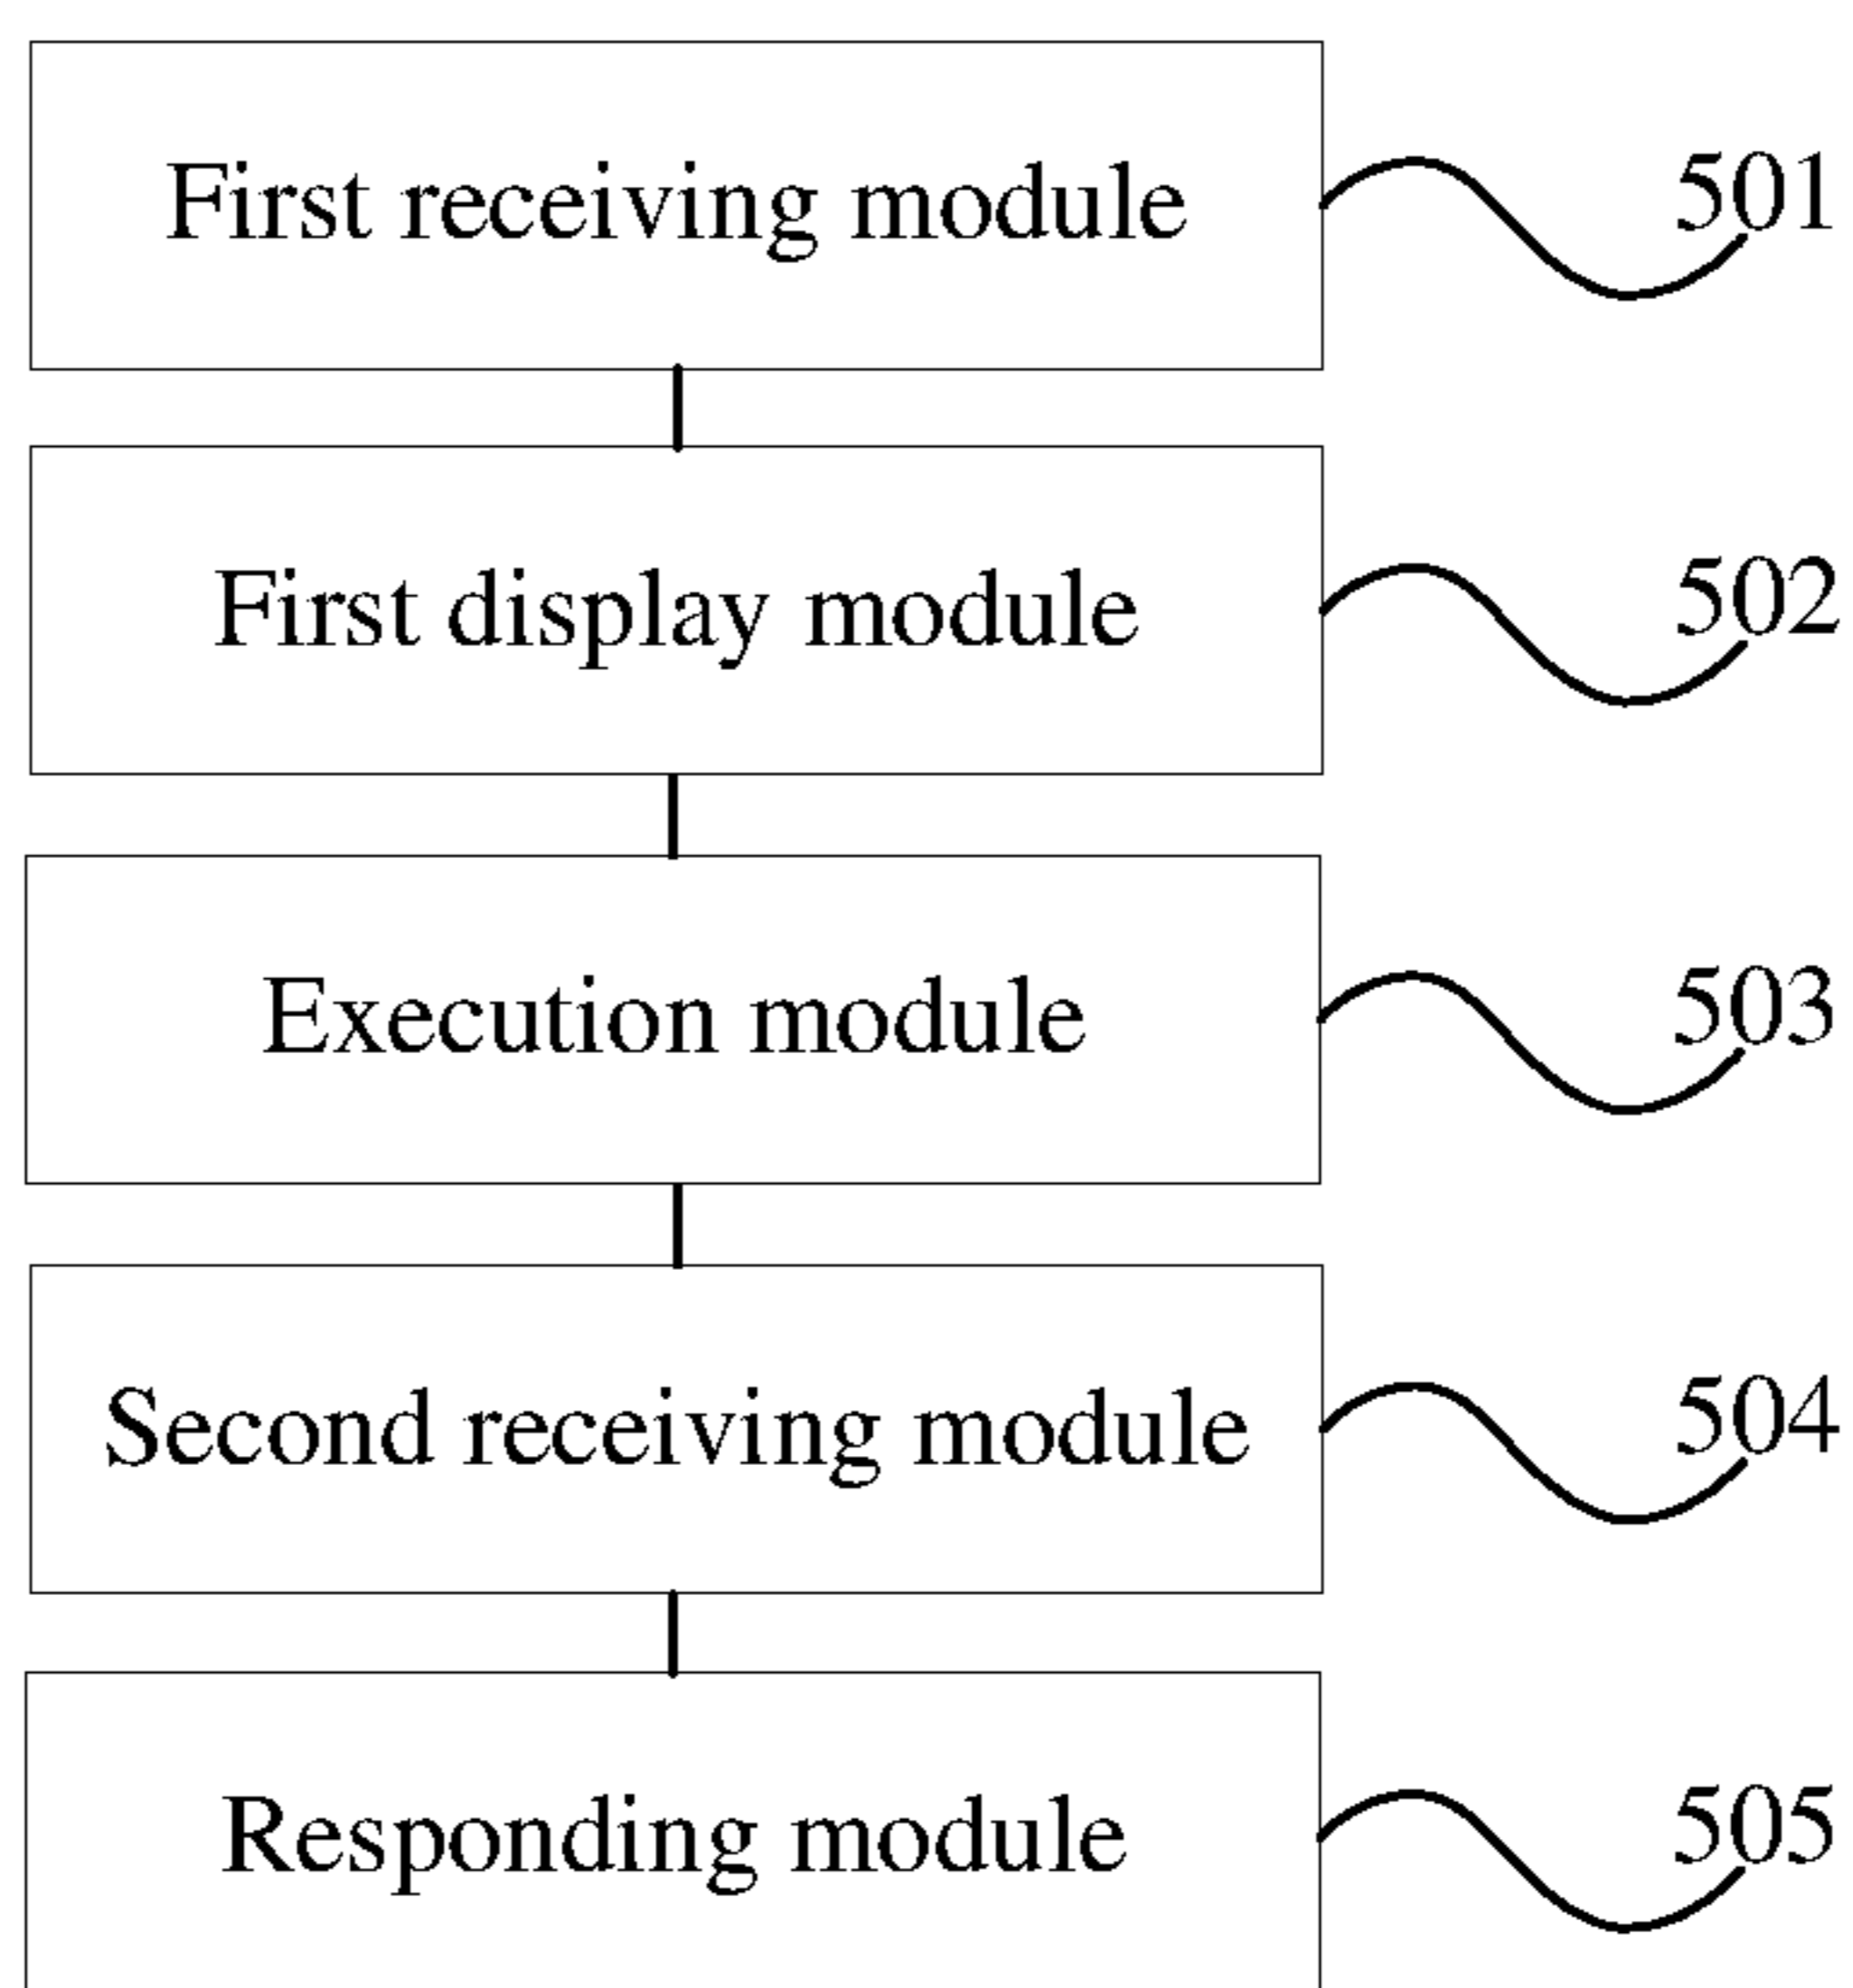 First receiving module 501
First display module 502
Execution module 503
Second receiving module 504
Responding module 505